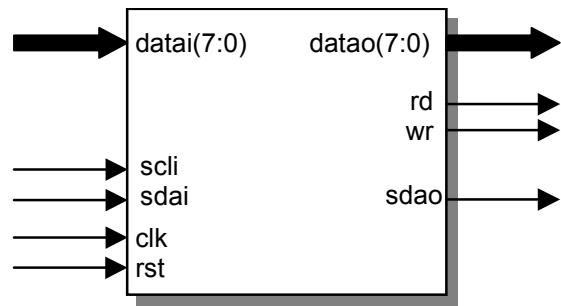 datai(7:0) datao(7:0)
rd
wr
scli
sdai sdao
clk
rst